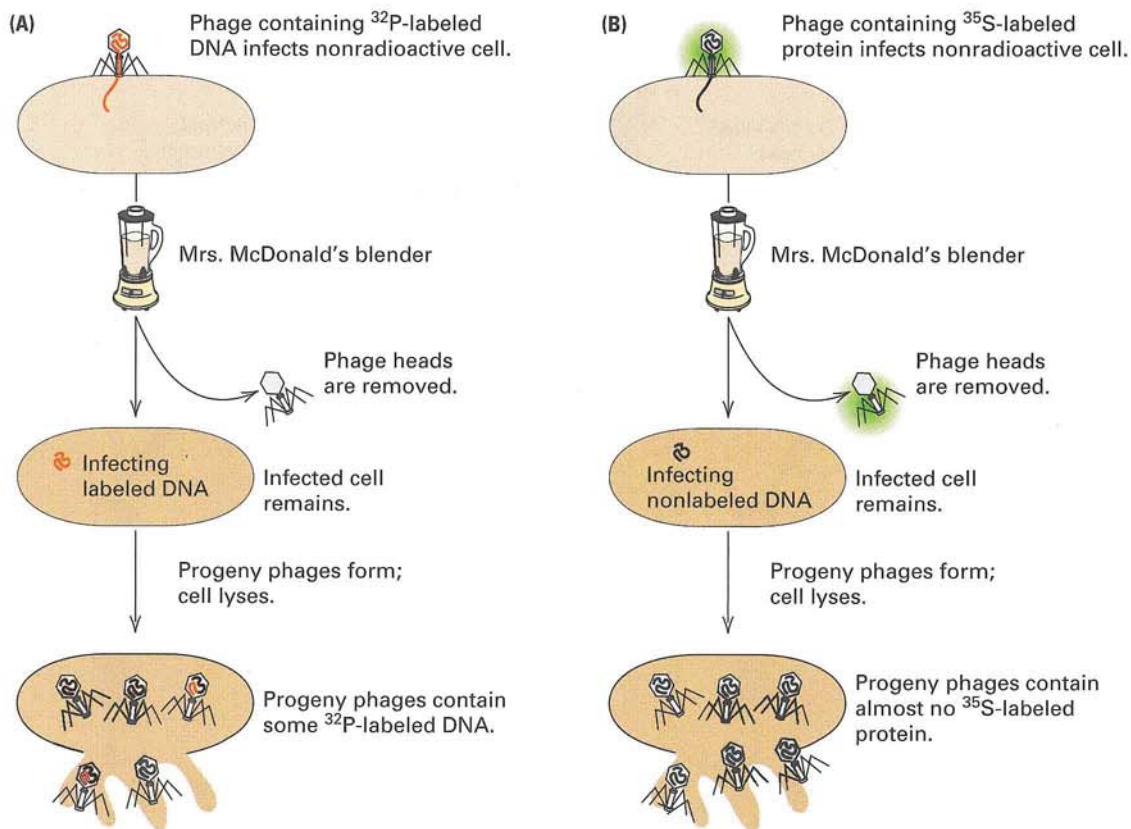 (A)
Phage containing ³²P-labeled
DNA infects nonradioactive cell.
Mrs. McDonald’s blender
Phage heads
are removed.
Infecting
labeled DNA
Infected cell
remains.
Progeny phages form;
cell lyses.
Progeny phages contain
some ³²P-labeled DNA.
(B)
Phage containing ³⁵S-labeled
protein infects nonradioactive cell.
Mrs. McDonald’s blender
Phage heads
are removed.
Infecting
nonlabeled DNA
Infected cell
remains.
Progeny phages form;
cell lyses.
Progeny phages contain
almost no ³⁵S-labeled
protein.